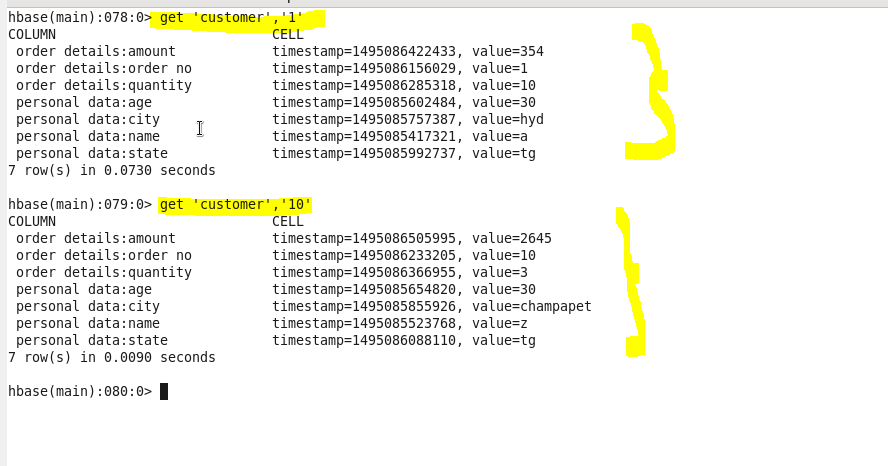 hbase(main):078:0> get 'customer','1'
COLUMN CELL
order details:amount timestamp=1495086422433, value=354
order details:order no timestamp=1495086156029, value=1
order details:quantity timestamp=1495086285318, value=10
personal data:age timestamp=1495085602484, value=30
personal data:city timestamp=1495085757387, value=hyd
personal data:name timestamp=1495085417321, value=a
personal data:state timestamp=1495085992737, value=tg
7 row(s) in 0.0730 seconds
hbase(main):079:0> get 'customer','10'
COLUMN CELL
order details:amount timestamp=1495086505995, value=2645
order details:order no timestamp=1495086233205, value=10
order details:quantity timestamp=1495086366955, value=3
personal data:age timestamp=1495085654820, value=30
personal data:city timestamp=1495085855926, value=champapet
personal data:name timestamp=1495085523768, value=z
personal data:state timestamp=1495086088110, value=tg
7 row(s) in 0.0090 seconds
hbase(main):080:0>